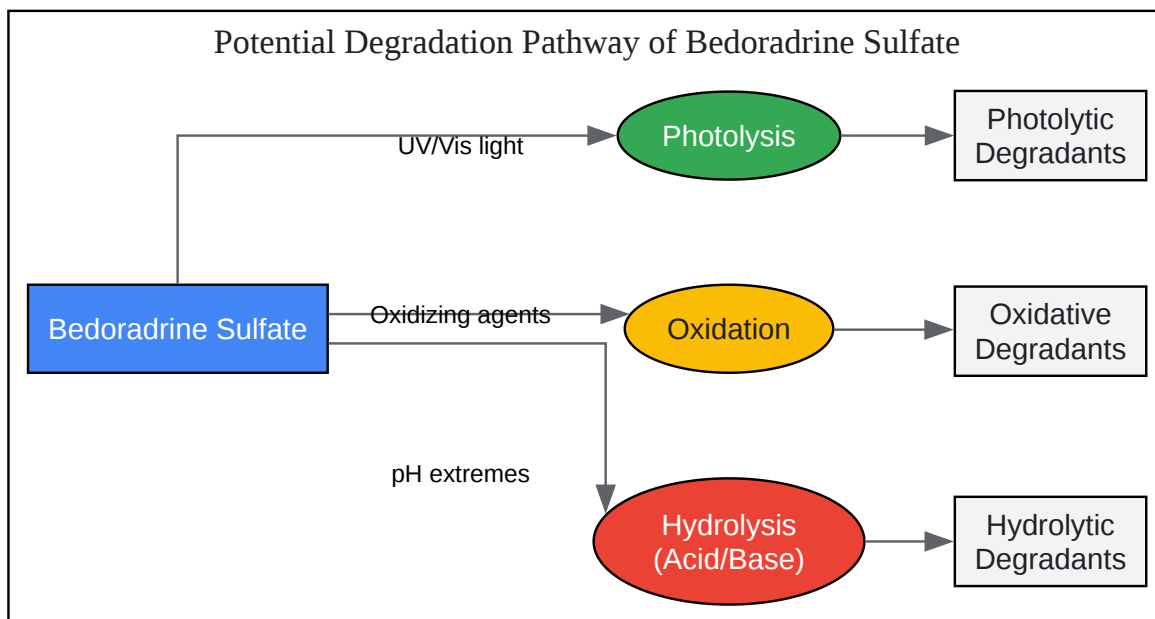 Potential Degradation Pathway of Bedoradrine Sulfate
UV/Vis light
Photolysis
Photolytic
Degradants
Bedoradrine Sulfate
Oxidizing agents
Oxidation
Oxidative
Degradants
pH extremes
Hydrolysis
(Acid/Base)
Hydrolytic
Degradants